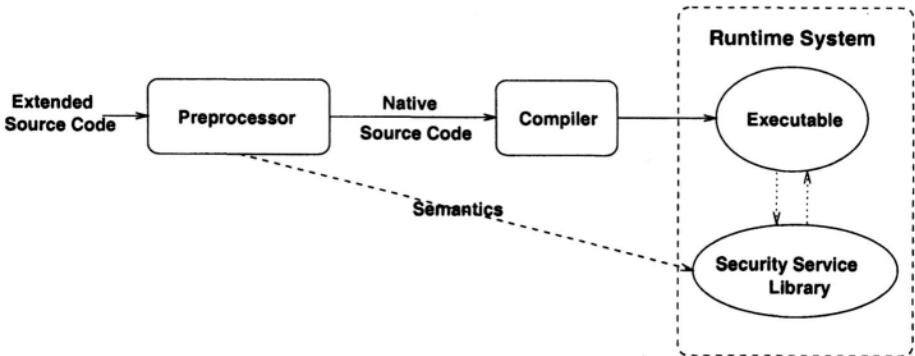 Runtime System
Extended
Source Code
Preprocessor
Native
Source Code
Compiler
Executable
Semantics
Security Service
Library